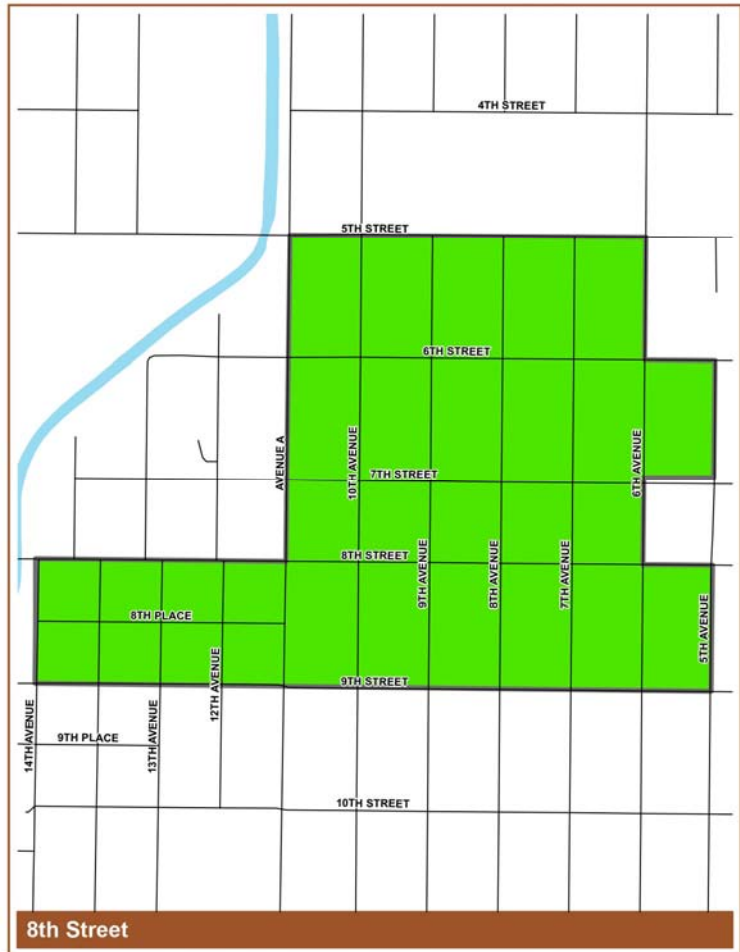 4TH STREET
5TH STREET
6TH STREET
AVENUE A
10TH AVENUE
6TH AVENUE
7TH STREET
8TH STREET
9TH AVENUE
8TH AVENUE
7TH AVENUE
8TH PLACE
5TH AVENUE
9TH STREET
12TH AVENUE
14TH AVENUE
13TH AVENUE
9TH PLACE
10TH STREET
8th Street